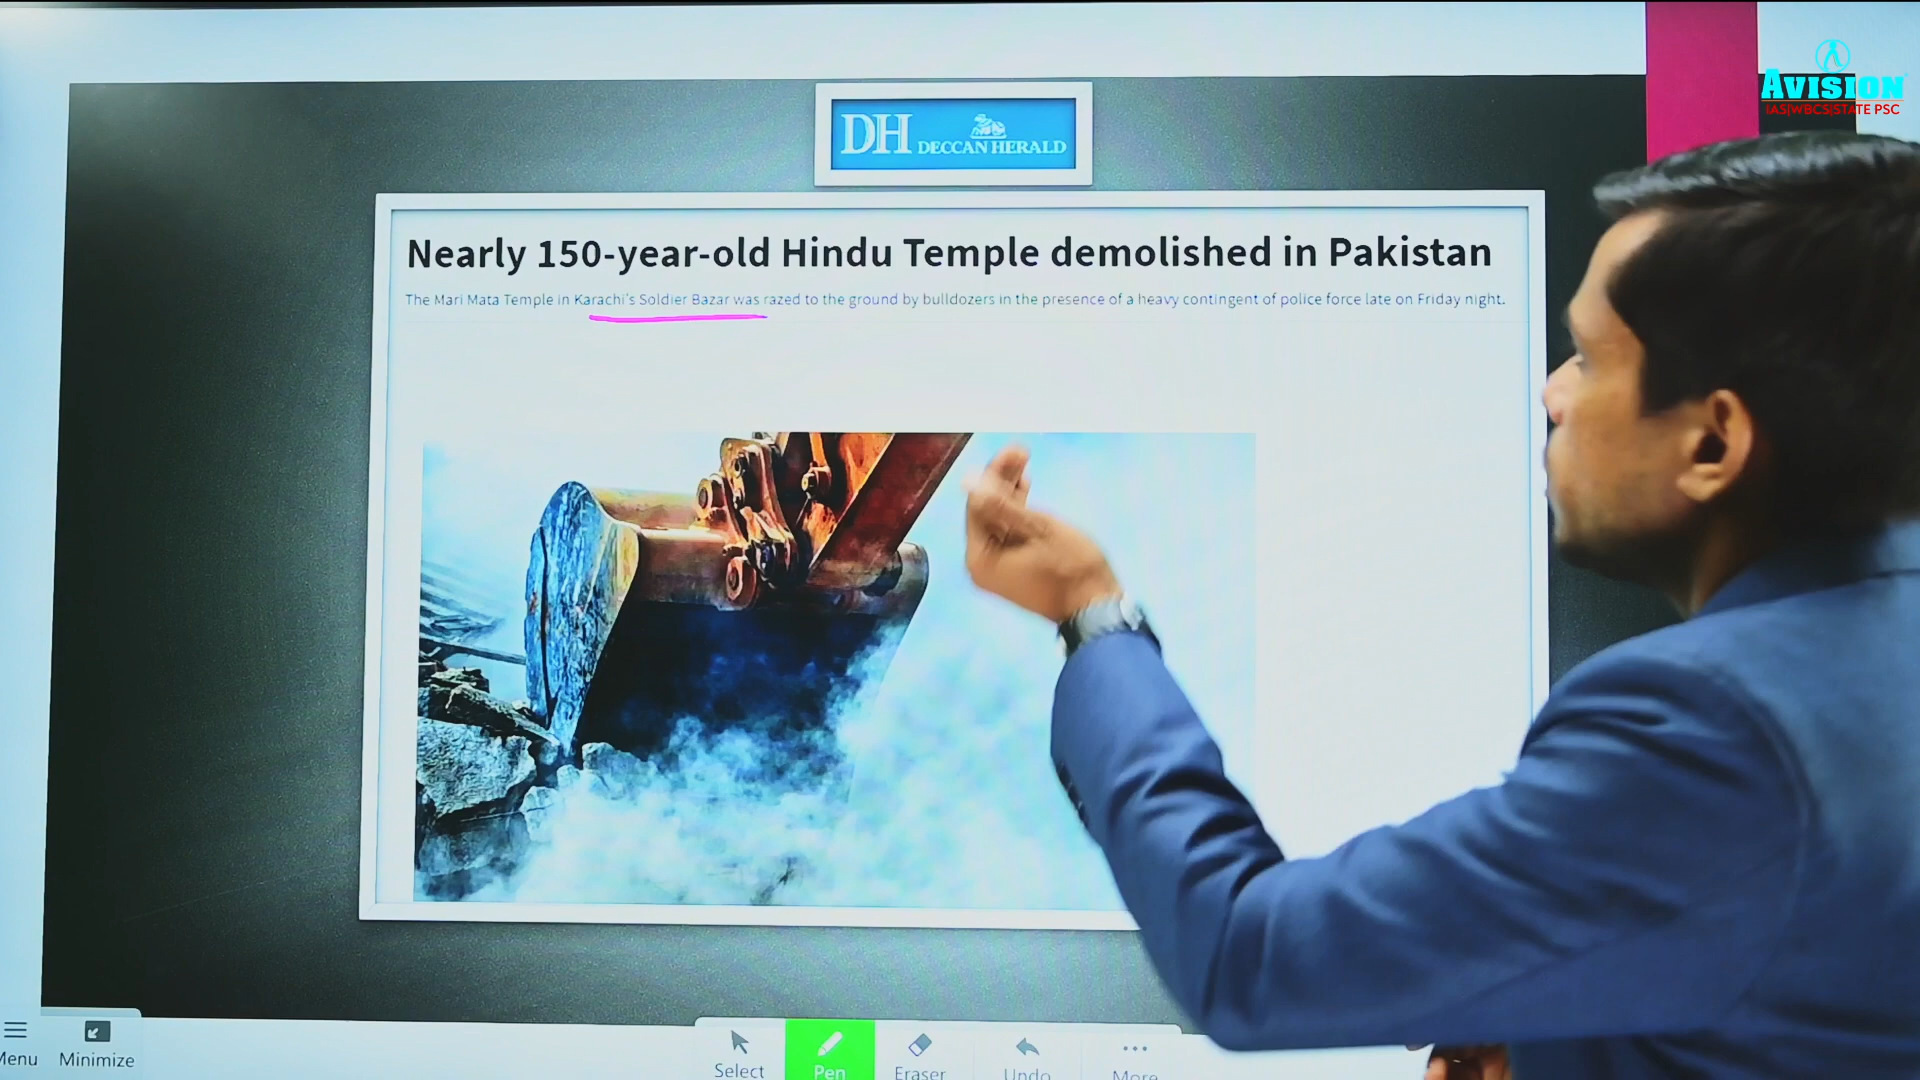 AVISION
IAS|WBCS|STATE PSC
DH DECCAN HERALD
Nearly 150-year-old Hindu Temple demolished in Pakistan
The Mari Mata Temple in Karachi's Soldier Bazar was razed to the ground by bulldozers in the presence of a heavy contingent of police force late on Friday night.
Menu Minimize Select Pen Eraser Undo More